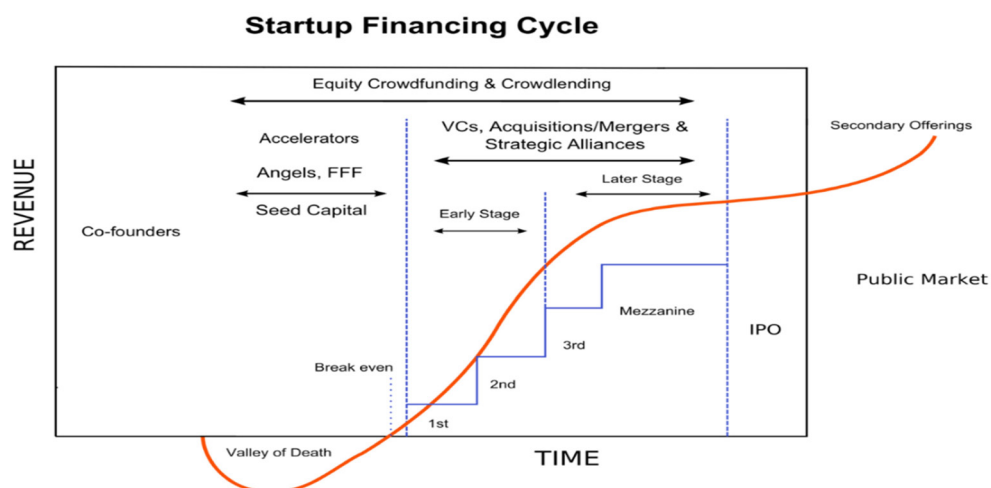 Startup Financing Cycle
Equity Crowdfunding & Crowdlending
Accelerators
VCs, Acquisitions/Mergers &
Strategic Alliances
Secondary Offerings
Angels, FFF
Later Stage
Seed Capital
Early Stage
REVENUE
Co-founders
Public Market
Mezzanine
IPO
3rd
Break even
2nd
1st
Valley of Death
TIME